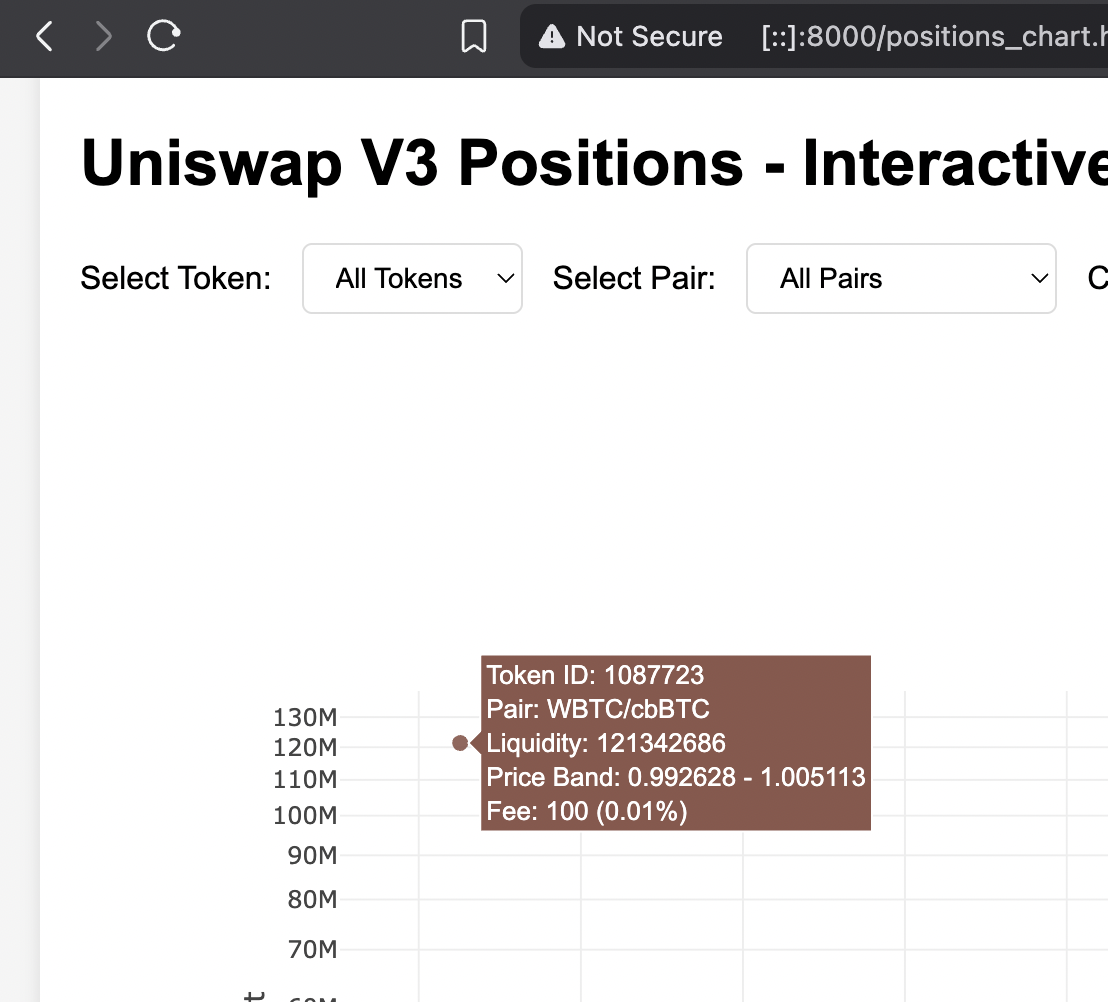 Not Secure [::]:8000/positions_chart.h
Uniswap V3 Positions - Interactive
Select Token: All Tokens Select Pair: All Pairs C
Token ID: 1087723
Pair: WBTC/cbBTC
Liquidity: 121342686
Price Band: 0.992628 - 1.005113
Fee: 100 (0.01%)
130M
120M
110M
100M
90M
80M
70M
60M